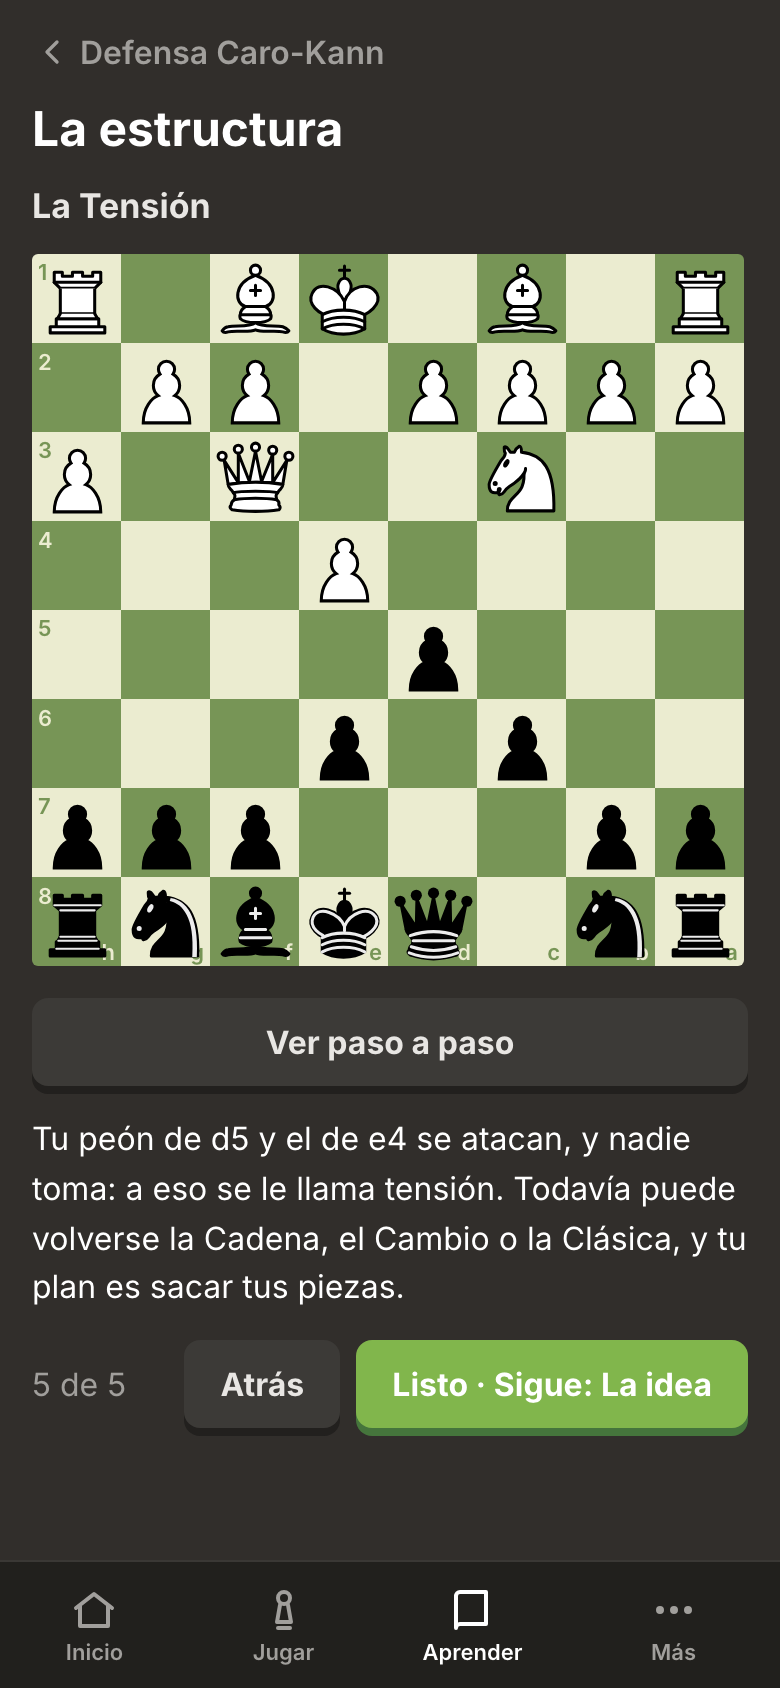 Defensa Caro-Kann
La estructura
La Tensión
1
2
3
4
5
6
7
8
h g f e d c b a
Ver paso a paso
Tu peón de d5 y el de e4 se atacan, y nadie
toma: a eso se le llama tensión. Todavía puede
volverse la Cadena, el Cambio o la Clásica, y tu
plan es sacar tus piezas.
5 de 5 Atrás Listo · Sigue: La idea
Inicio Jugar Aprender Más